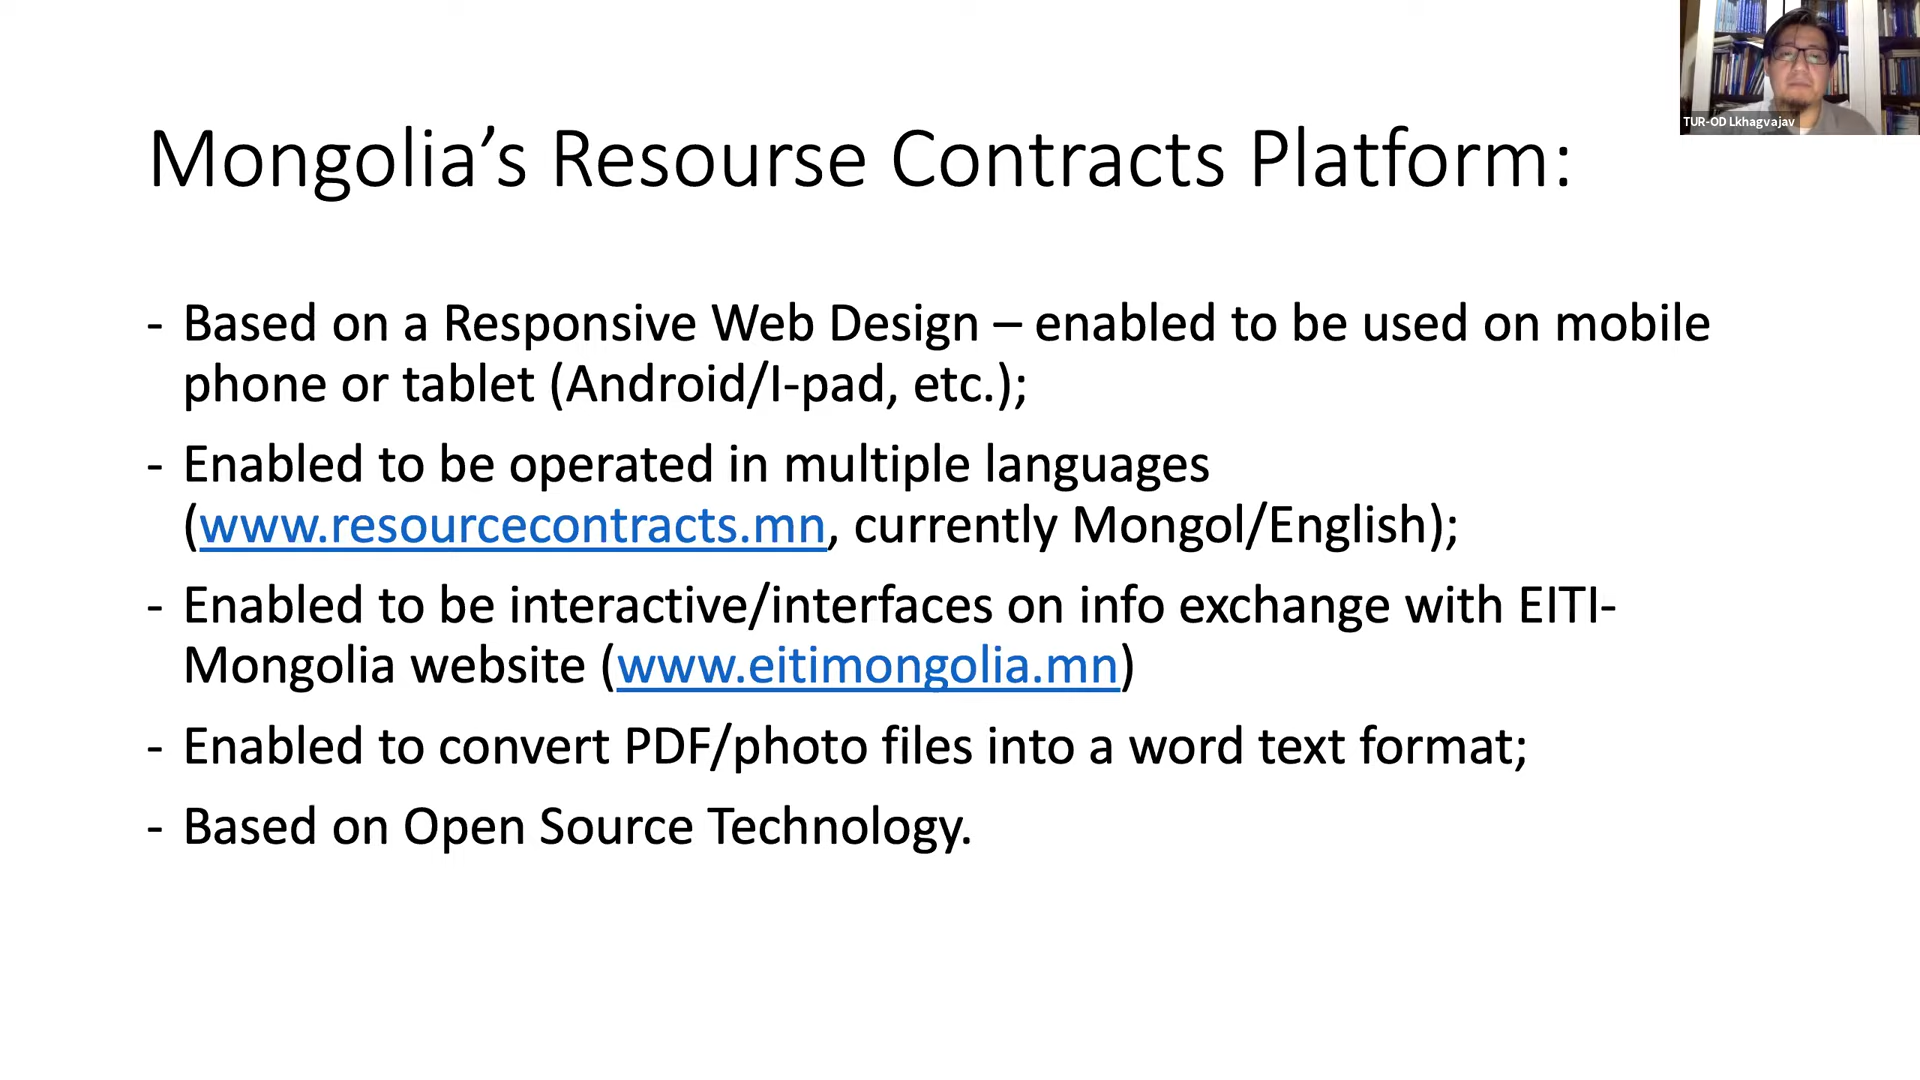 TUR-OD Lkhagvajav
Mongolia’s Resourse Contracts Platform:
- Based on a Responsive Web Design – enabled to be used on mobile
phone or tablet (Android/I-pad, etc.);
- Enabled to be operated in multiple languages
(www.resourcecontracts.mn, currently Mongol/English);
- Enabled to be interactive/interfaces on info exchange with EITI-
Mongolia website (www.eitimongolia.mn)
- Enabled to convert PDF/photo files into a word text format;
- Based on Open Source Technology.